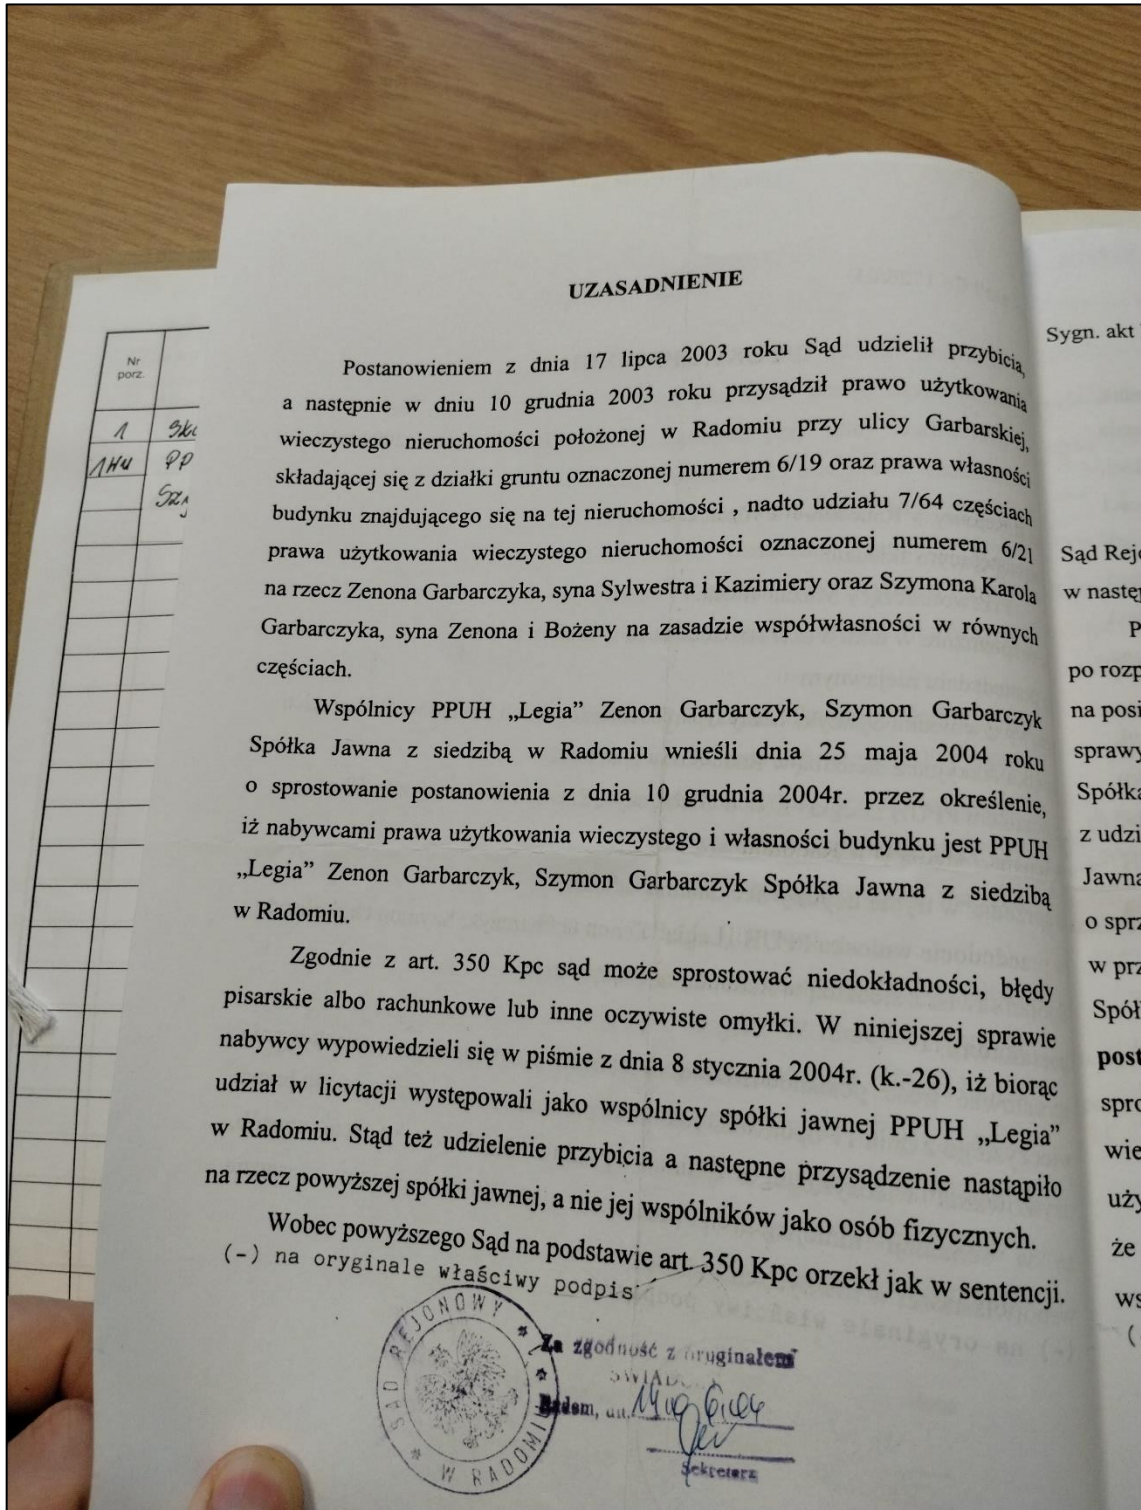 UZASADNIENIE
Postanowieniem z dnia 17 lipca 2003 roku Sąd udzielił przybicia,
a następnie w dniu 10 grudnia 2003 roku przysądził prawo użytkowania
wieczystego nieruchomości położonej w Radomiu przy ulicy Garbarskiej,
składającej się z działki gruntu oznaczonej numerem 6/19 oraz prawa własności
budynku znajdującego się na tej nieruchomości , nadto udziału 7/64 częściach
prawa użytkowania wieczystego nieruchomości oznaczonej numerem 6/21
na rzecz Zenona Garbarczyka, syna Sylwestra i Kazimiery oraz Szymona Karola
Garbarczyka, syna Zenona i Bożeny na zasadzie współwłasności w równych
częściach.
Wspólnicy PPUH „Legia” Zenon Garbarczyk, Szymon Garbarczyk
Spółka Jawna z siedzibą w Radomiu wnieśli dnia 25 maja 2004 roku
o sprostowanie postanowienia z dnia 10 grudnia 2004r. przez określenie,
iż nabywcami prawa użytkowania wieczystego i własności budynku jest PPUH
„Legia” Zenon Garbarczyk, Szymon Garbarczyk Spółka Jawna z siedzibą
w Radomiu.
Zgodnie z art. 350 Kpc sąd może sprostować niedokładności, błędy
pisarskie albo rachunkowe lub inne oczywiste omyłki. W niniejszej sprawie
nabywcy wypowiedzieli się w piśmie z dnia 8 stycznia 2004r. (k.-26), iż biorąc
udział w licytacji występowali jako wspólnicy spółki jawnej PPUH „Legia”
w Radomiu. Stąd też udzielenie przybicia a następne przysądzenie nastąpiło
na rzecz powyższej spółki jawnej, a nie jej wspólników jako osób fizycznych.
Wobec powyższego Sąd na podstawie art. 350 Kpc orzekł jak w sentencji.
(-) na oryginale właściwy podpis
SĄD REJONOWY * W RADOMIU *
Za zgodność z oryginałem
Radom, dn.
Sekretarz
Nr
porz.
1
PP
Sygn. akt
Sąd Rej
w nastę
P
po rozp
na posi
sprawy
Spółka
z udzi
Jawna
o sprz
w prz
Spół
post
spro
wie
uży
że
ws
(